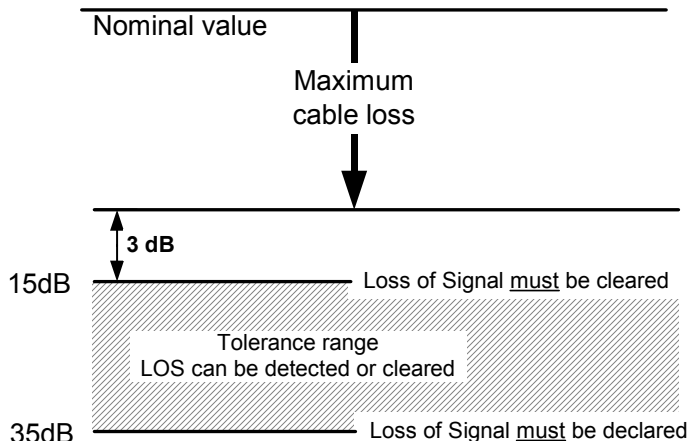 Nominal value
Maximum
cable loss
3 dB
15dB
Loss of Signal must be cleared
Tolerance range
LOS can be detected or cleared
35dB
Loss of Signal must be declared